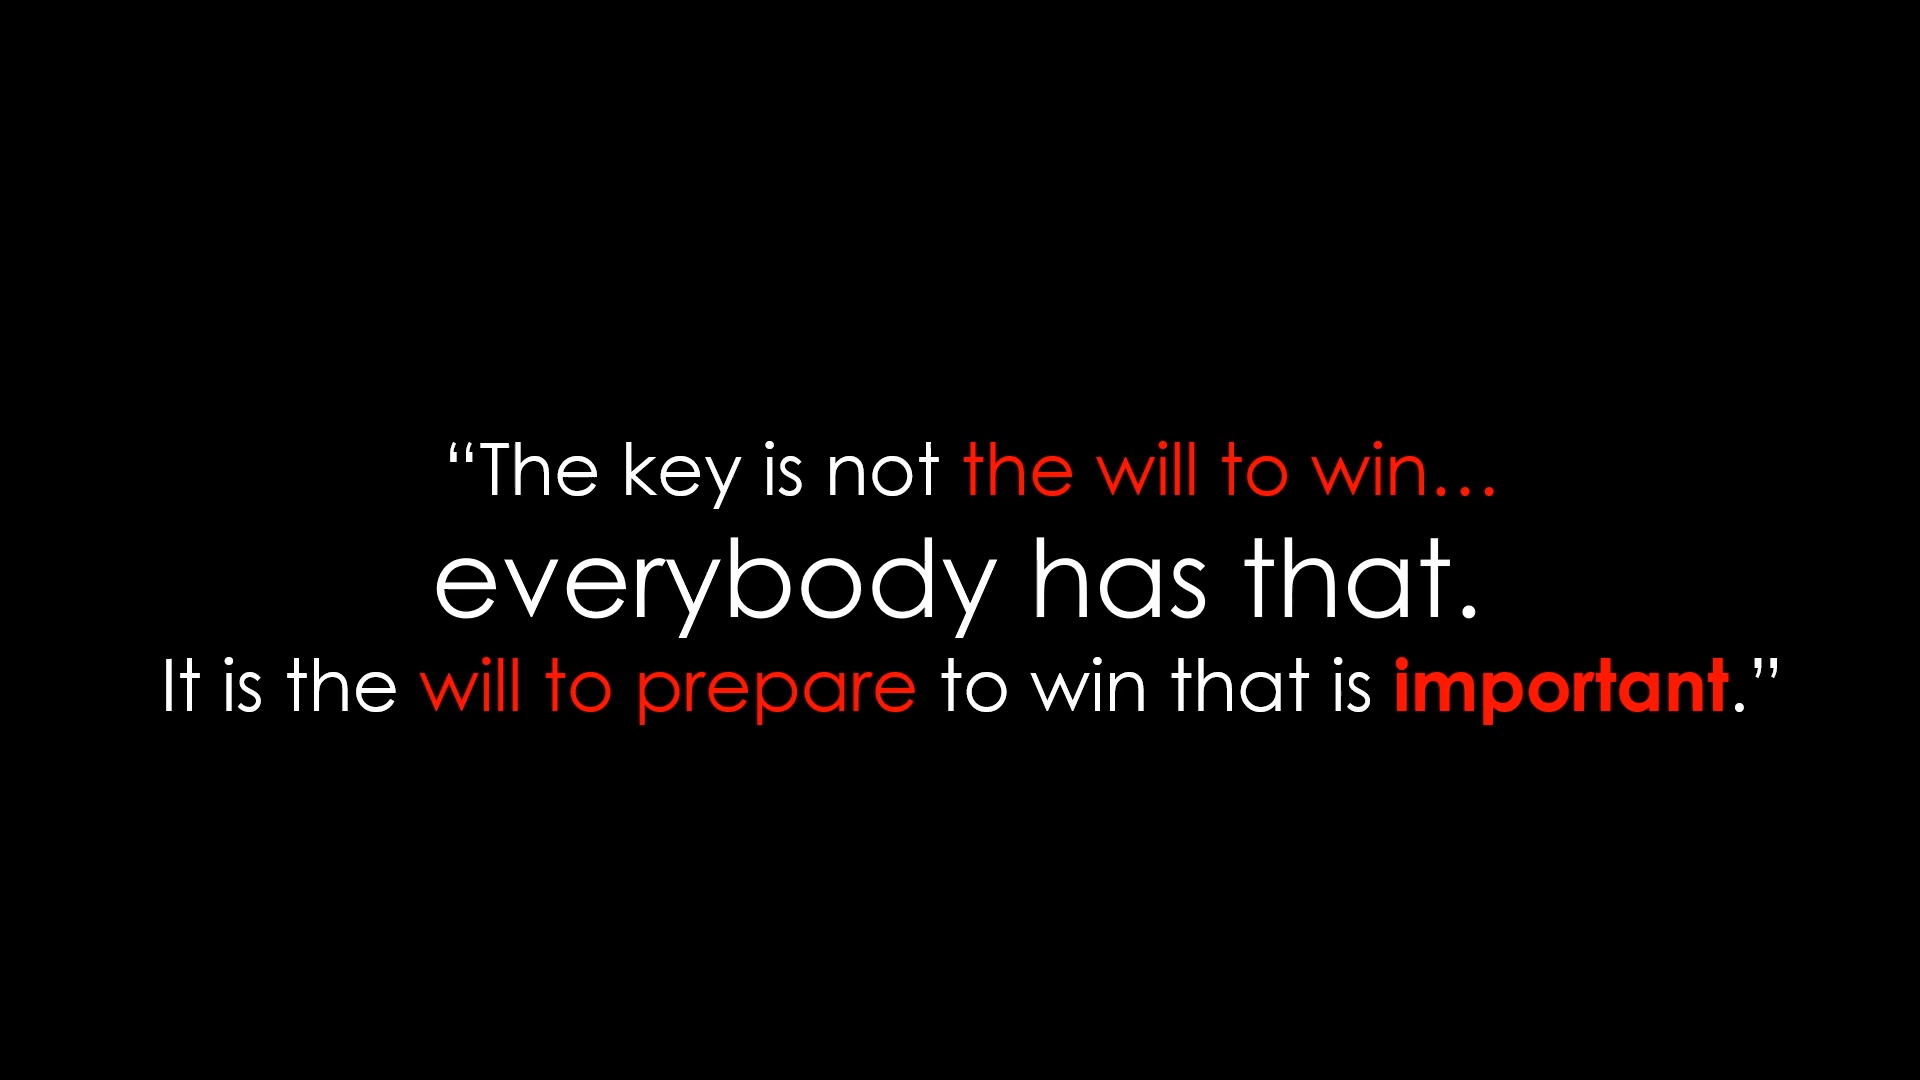 “The key is not the will to win…
everybody has that.
It is the will to prepare to win that is important.”